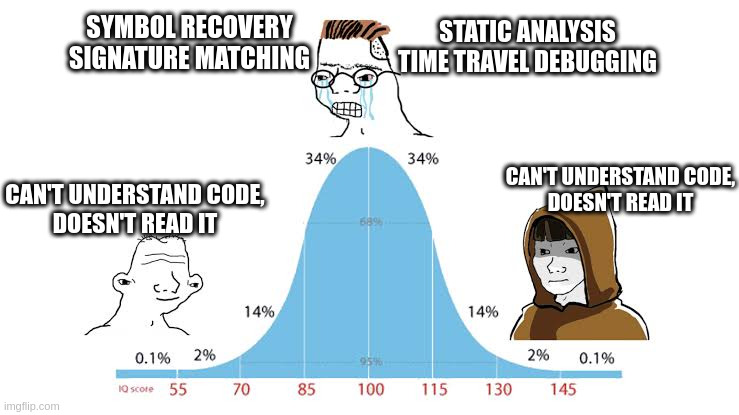 SYMBOL RECOVERY
SIGNATURE MATCHING
STATIC ANALYSIS
TIME TRAVEL DEBUGGING
CAN'T UNDERSTAND CODE,
DOESN'T READ IT
CAN'T UNDERSTAND CODE,
DOESN'T READ IT
34% 34%
68%
14% 14%
95%
0.1% 2% 2% 0.1%
IQ score 55 70 85 100 115 130 145
imgflip.com